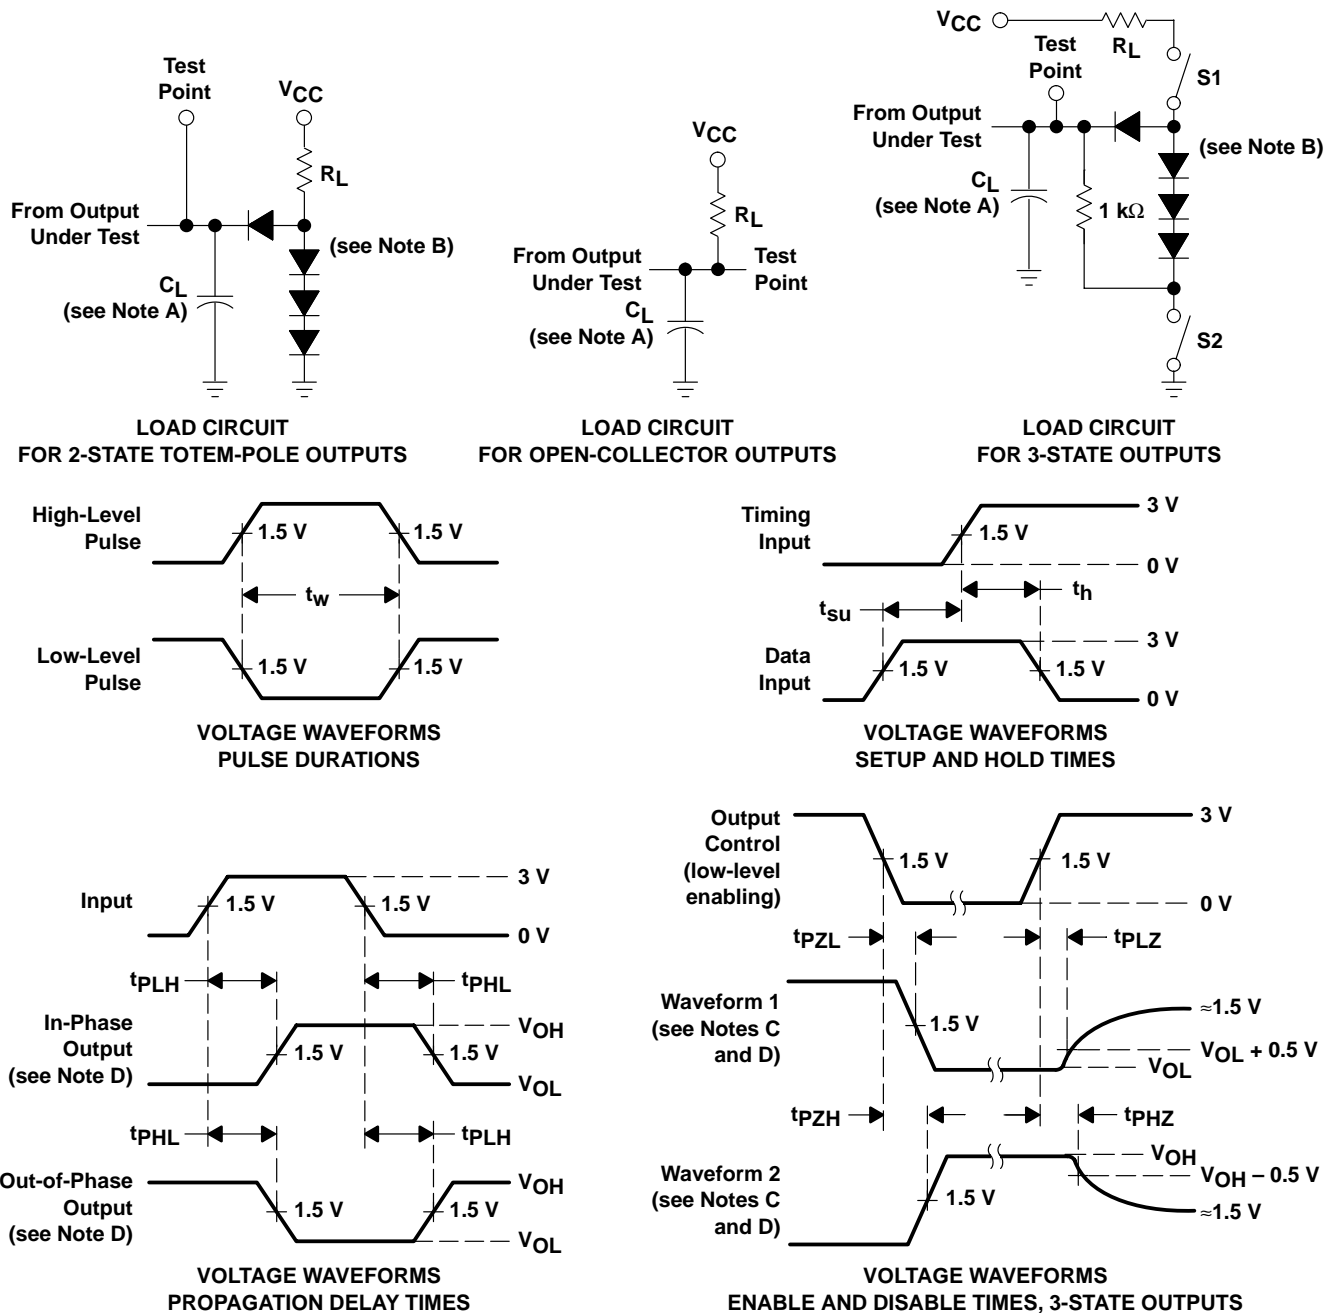 Test
Point
VCC
RL
From Output
Under Test
(see Note B)
CL
(see Note A)
LOAD CIRCUIT
FOR 2-STATE TOTEM-POLE OUTPUTS
VCC
RL
From Output
Under Test
Test
Point
CL
(see Note A)
LOAD CIRCUIT
FOR OPEN-COLLECTOR OUTPUTS
VCC
RL
Test
Point
S1
From Output
Under Test
(see Note B)
CL
(see Note A)
1 kΩ
S2
LOAD CIRCUIT
FOR 3-STATE OUTPUTS
High-Level
Pulse
1.5 V
1.5 V
tw
Low-Level
Pulse
1.5 V
1.5 V
VOLTAGE WAVEFORMS
PULSE DURATIONS
Timing
Input
1.5 V
3 V
0 V
th
tsu
Data
Input
1.5 V
1.5 V
3 V
0 V
VOLTAGE WAVEFORMS
SETUP AND HOLD TIMES
Input
1.5 V
1.5 V
3 V
0 V
tPLH
tPHL
In-Phase
Output
(see Note D)
1.5 V
1.5 V
VOH
VOL
tPHL
tPLH
Out-of-Phase
Output
(see Note D)
1.5 V
1.5 V
VOH
VOL
VOLTAGE WAVEFORMS
PROPAGATION DELAY TIMES
Output
Control
(low-level
enabling)
1.5 V
1.5 V
3 V
0 V
tPZL
tPLZ
Waveform 1
(see Notes C
and D)
1.5 V
≈1.5 V
VOL + 0.5 V
VOL
tPZH
tPHZ
Waveform 2
(see Notes C
and D)
1.5 V
VOH
VOH – 0.5 V
≈1.5 V
VOLTAGE WAVEFORMS
ENABLE AND DISABLE TIMES, 3-STATE OUTPUTS